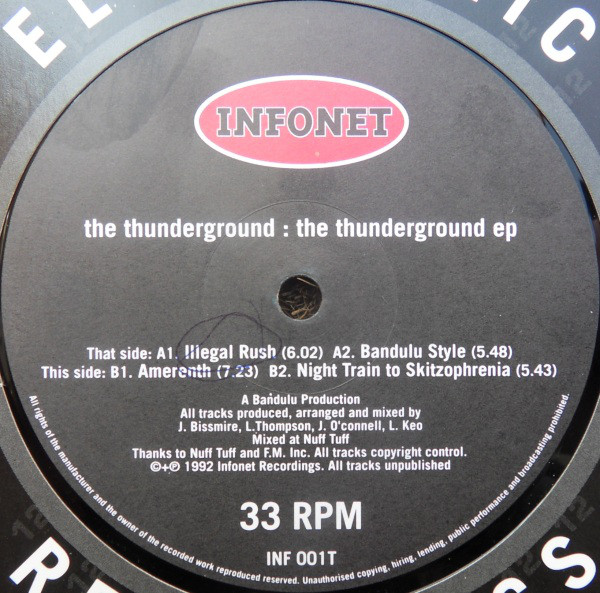 INFONET
the thunderground : the thunderground ep
That side: A1. Illegal Rush (6.02) A2. Bandulu Style (5.48)
This side: B1. Amerenth (7.23) B2. Night Train to Skitzophrenia (5.43)
A Bandulu Production
All tracks produced, arranged and mixed by
J. Bissmire, L.Thompson, J. O'connell, L. Keo
Mixed at Nuff Tuff
Thanks to Nuff Tuff and F.M. Inc. All tracks copyright control.
©+℗ 1992 Infonet Recordings. All tracks unpublished
33 RPM
INF 001T
All rights of the manufacturer and the owner of the recorded work reproduced reserved. Unauthorised copying, hiring, lending, public performance and broadcasting prohibited.